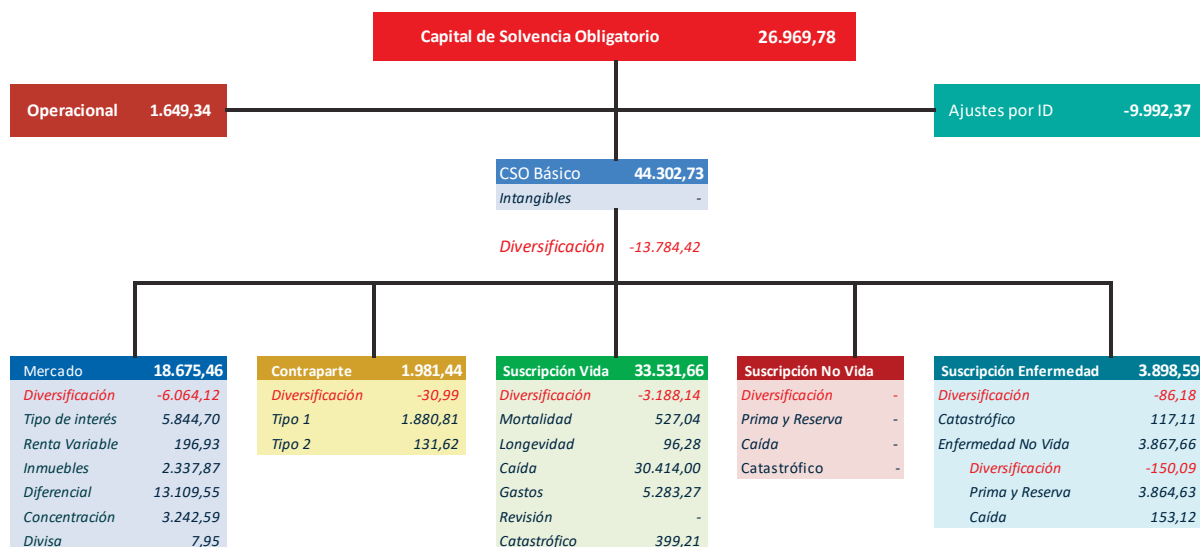 Capital de Solvencia Obligatorio 26.969,78
Operacional 1.649,34
Ajustes por ID -9.992,37
CSO Básico 44.302,73
Intangibles -
Diversificación -13.784,42
Mercado 18.675,46
Diversificación -6.064,12
Tipo de interés 5.844,70
Renta Variable 196,93
Inmuebles 2.337,87
Diferencial 13.109,55
Concentración 3.242,59
Divisa 7,95
Contraparte 1.981,44
Diversificación -30,99
Tipo 1 1.880,81
Tipo 2 131,62
Suscripción Vida 33.531,66
Diversificación -3.188,14
Mortalidad 527,04
Longevidad 96,28
Caída 30.414,00
Gastos 5.283,27
Revisión -
Catastrófico 399,21
Suscripción No Vida
Diversificación -
Prima y Reserva -
Caída -
Catastrófico -
Suscripción Enfermedad 3.898,59
Diversificación -86,18
Catastrófico 117,11
Enfermedad No Vida 3.867,66
Diversificación -150,09
Prima y Reserva 3.864,63
Caída 153,12